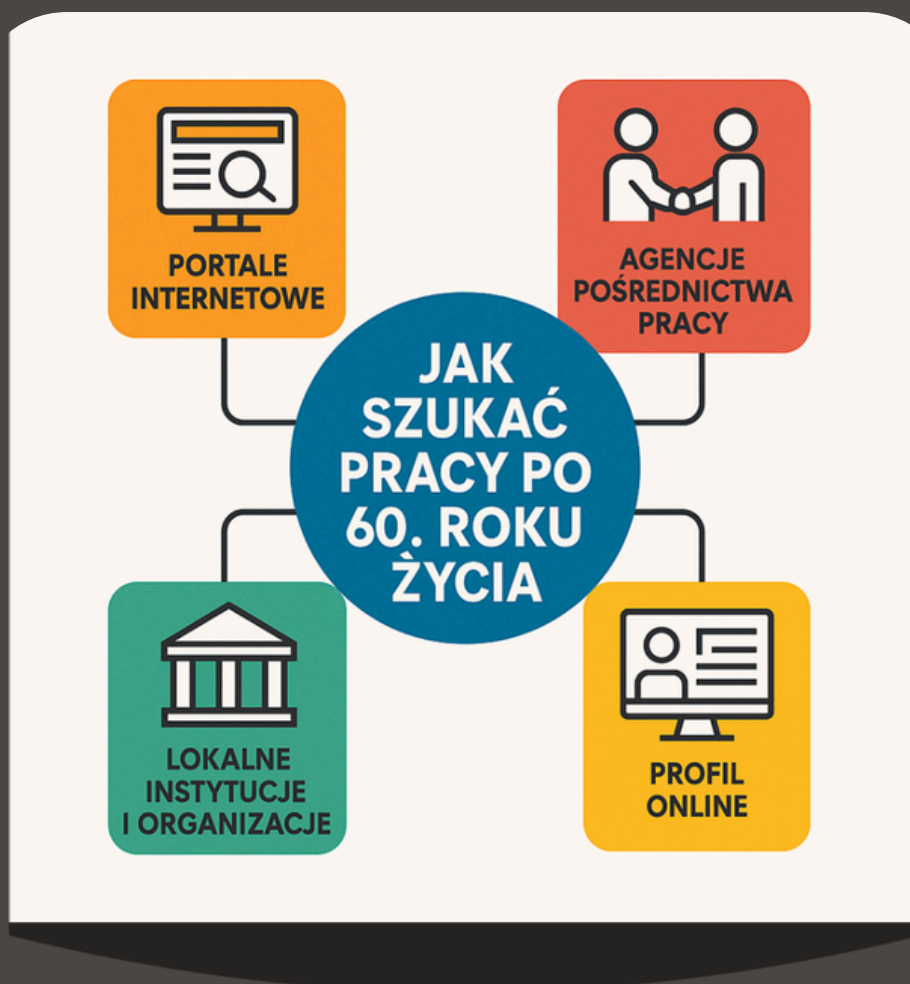 PORTALE
INTERNETOWE
AGENCJE
POŚREDNICTWA
PRACY
JAK
SZUKAĆ
PRACY PO
60. ROKU
ŻYCIA
LOKALNE
INSTYTUCJE
I ORGANIZACJE
PROFIL
ONLINE